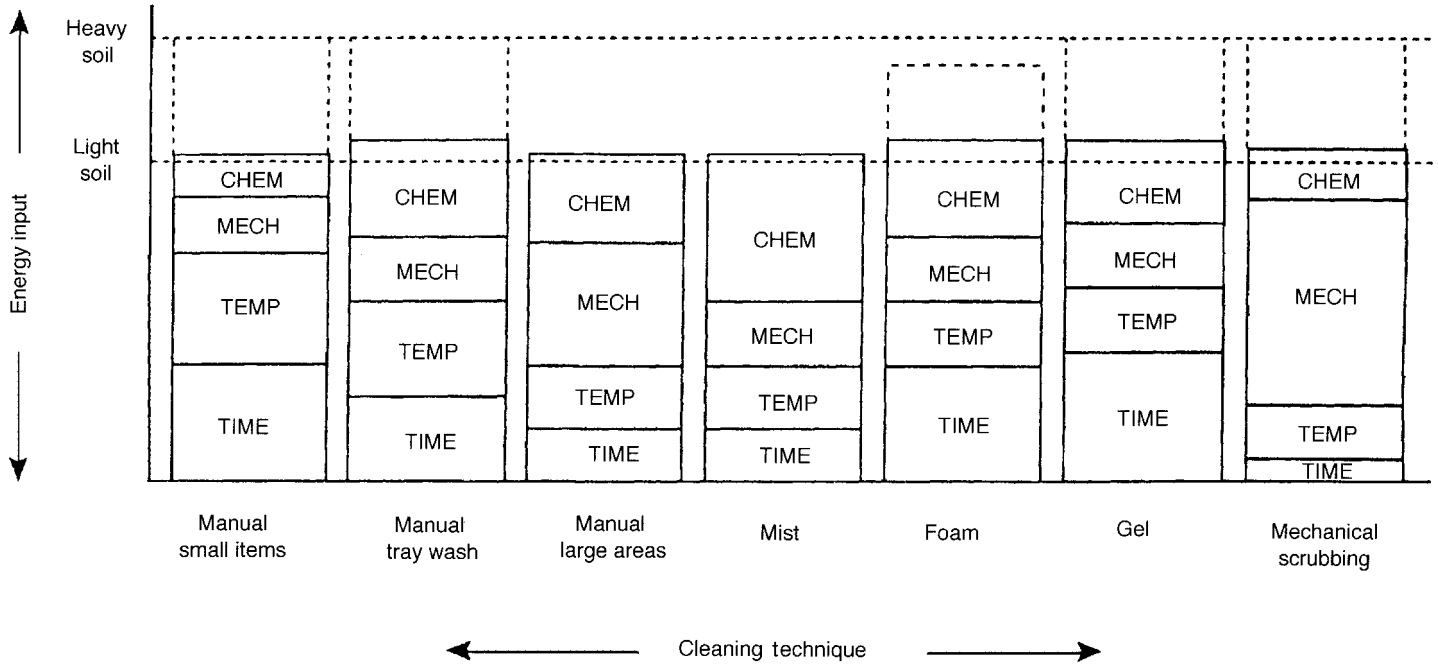 Heavy
soil
Light
soil
Energy input
CHEM
MECH
TEMP
TIME
CHEM
MECH
TEMP
TIME
CHEM
MECH
TEMP
TIME
CHEM
MECH
TEMP
TIME
CHEM
MECH
TEMP
TIME
CHEM
MECH
TEMP
TIME
CHEM
MECH
TEMP
TIME
Manual
small items
Manual
tray wash
Manual
large areas
Mist
Foam
Gel
Mechanical
scrubbing
Cleaning technique